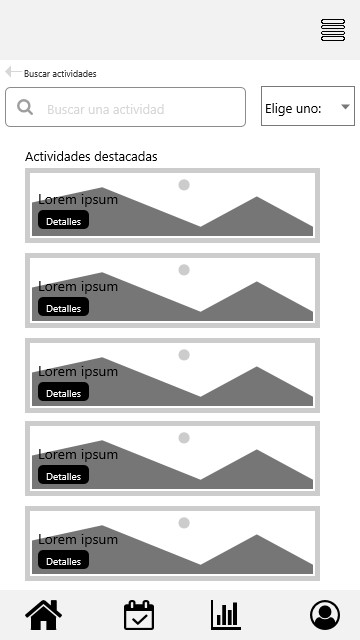 Buscar actividades
Buscar una actividad
Elige uno:
Actividades destacadas
Lorem ipsum
Detalles
Lorem ipsum
Detalles
Lorem ipsum
Detalles
Lorem ipsum
Detalles
Lorem ipsum
Detalles